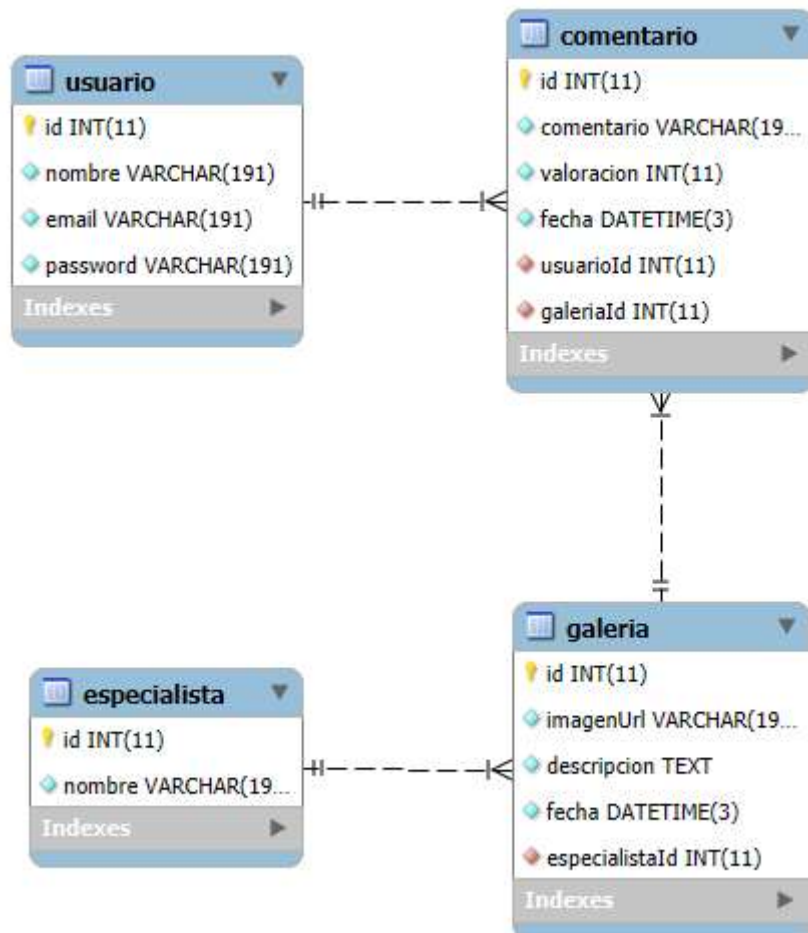 usuario
id INT(11)
nombre VARCHAR(191)
email VARCHAR(191)
password VARCHAR(191)
Indexes
comentario
id INT(11)
comentario VARCHAR(19...
valoracion INT(11)
fecha DATETIME(3)
usuarioId INT(11)
galeriaId INT(11)
Indexes
especialista
id INT(11)
nombre VARCHAR(19...
Indexes
galeria
id INT(11)
imagenUrl VARCHAR(19...
descripcion TEXT
fecha DATETIME(3)
especialistaId INT(11)
Indexes